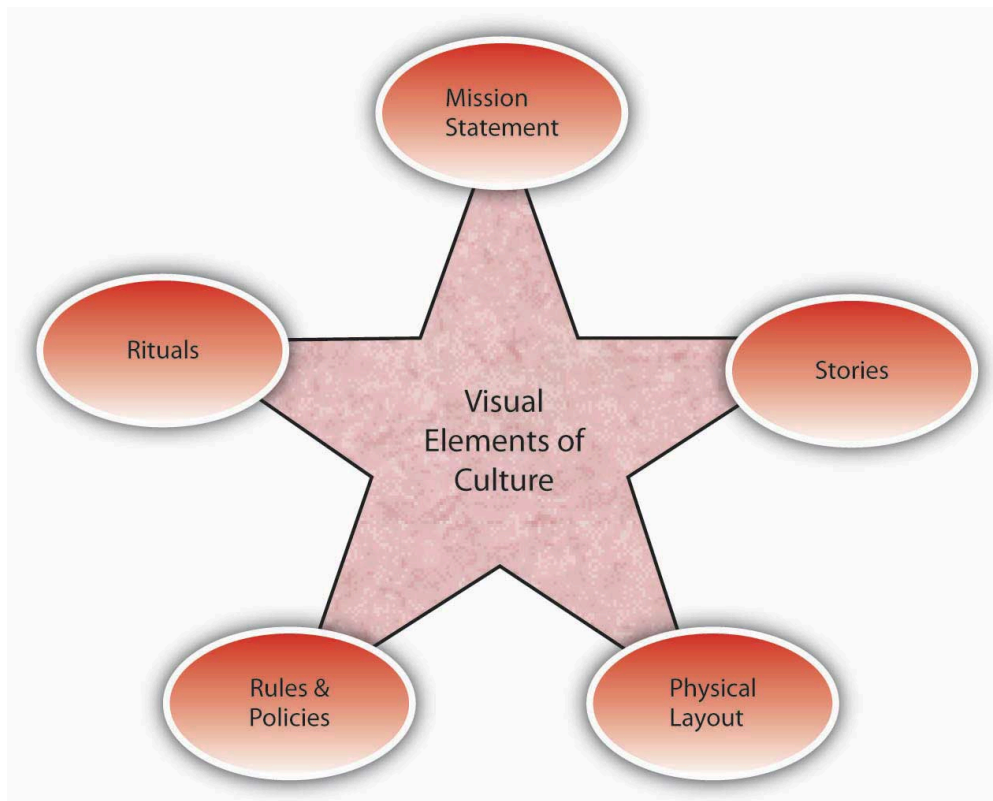 Mission
Statement
Rituals
Stories
Visual
Elements of
Culture
Rules &
Policies
Physical
Layout